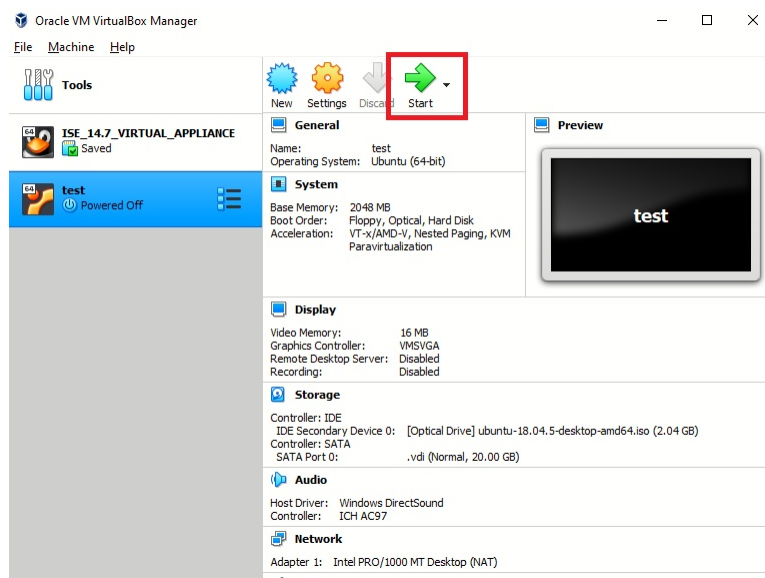 Oracle VM VirtualBox Manager
File Machine Help
Tools
New Settings Discard Start
64 ISE_14.7_VIRTUAL_APPLIANCE
Saved
64 test
Powered Off
General
Name: test
Operating System: Ubuntu (64-bit)
System
Base Memory: 2048 MB
Boot Order: Floppy, Optical, Hard Disk
Acceleration: VT-x/AMD-V, Nested Paging, KVM
Paravirtualization
Preview
test
Display
Video Memory: 16 MB
Graphics Controller: VMSVGA
Remote Desktop Server: Disabled
Recording: Disabled
Storage
Controller: IDE
IDE Secondary Device 0: [Optical Drive] ubuntu-18.04.5-desktop-amd64.iso (2.04 GB)
Controller: SATA
SATA Port 0: .vdi (Normal, 20.00 GB)
Audio
Host Driver: Windows DirectSound
Controller: ICH AC97
Network
Adapter 1: Intel PRO/1000 MT Desktop (NAT)